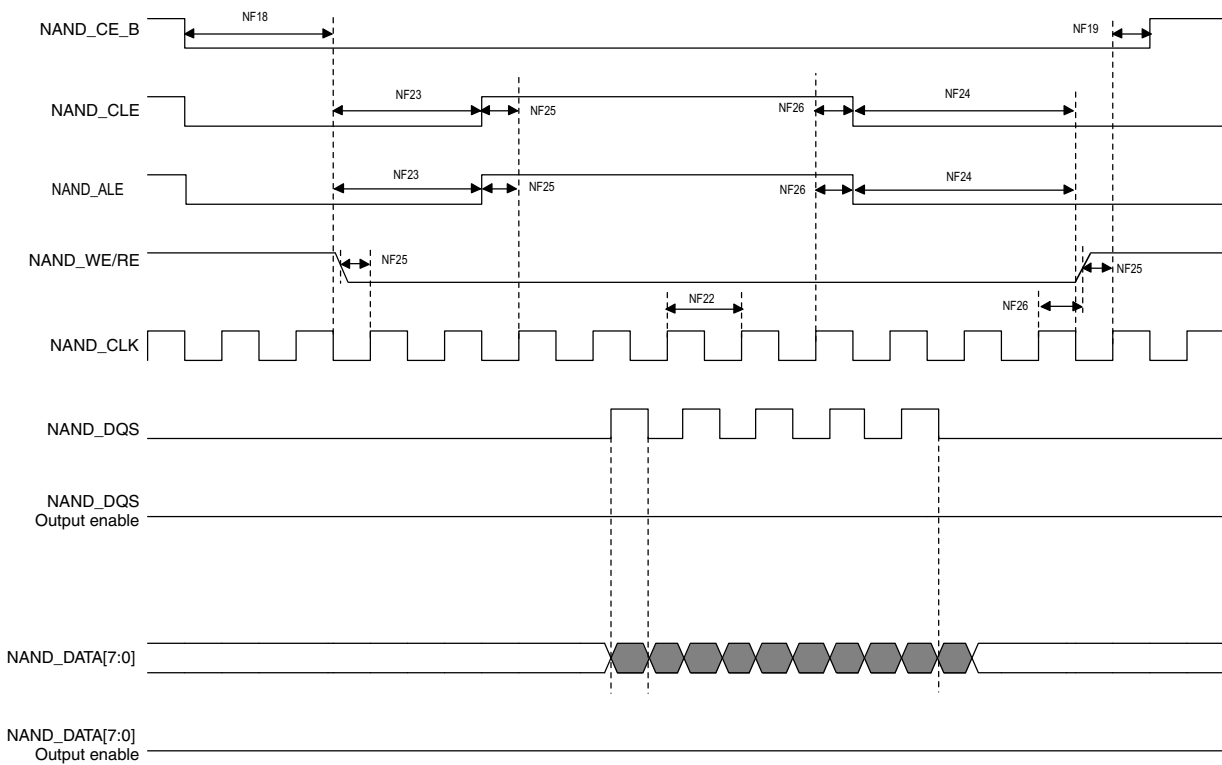 NF18
NAND_CE_B
NF19
NF23
NF25
NF26
NF24
NAND_CLE
NF23
NF25
NF26
NF24
NAND_ALE
NAND_WE/RE
NF25
NF25
NF22
NF26
NAND_CLK
NAND_DQS
NAND_DQS
Output enable
NAND_DATA[7:0]
NAND_DATA[7:0]
Output enable